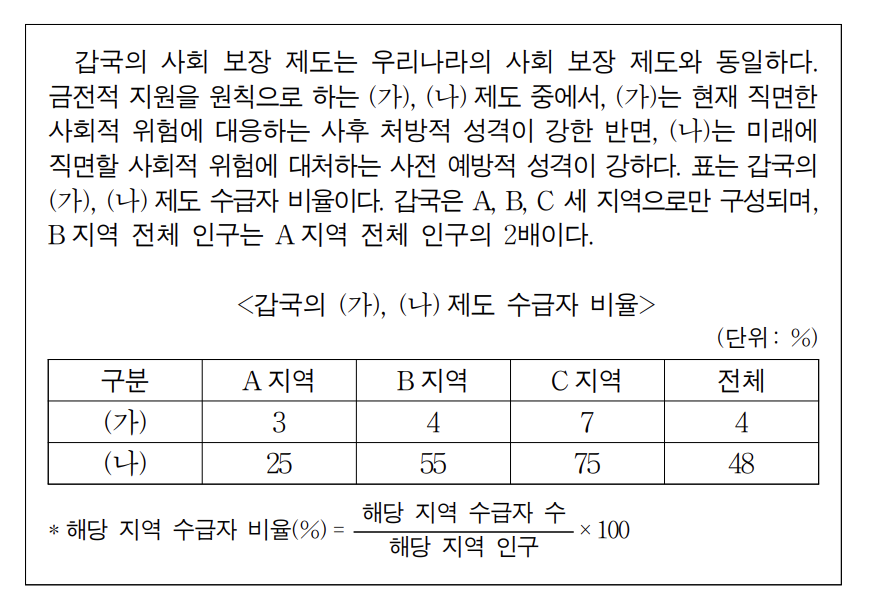 갑국의 사회 보장 제도는 우리나라의 사회 보장 제도와 동일하다.
금전적 지원을 원칙으로 하는 (가), (나) 제도 중에서, (가)는 현재 직면한
사회적 위험에 대응하는 사후 처방적 성격이 강한 반면, (나)는 미래에
직면할 사회적 위험에 대처하는 사전 예방적 성격이 강하다. 표는 갑국의
(가), (나) 제도 수급자 비율이다. 갑국은 A, B, C 세 지역으로만 구성되며,
B 지역 전체 인구는 A 지역 전체 인구의 2배이다.
<갑국의 (가), (나) 제도 수급자 비율>
(단위: %)
구분 A 지역 B 지역 C 지역 전체
(가) 3 4 7 4
(나) 25 55 75 48
* 해당 지역 수급자 비율(%) = 해당 지역 수급자 수 / 해당 지역 인구 × 100